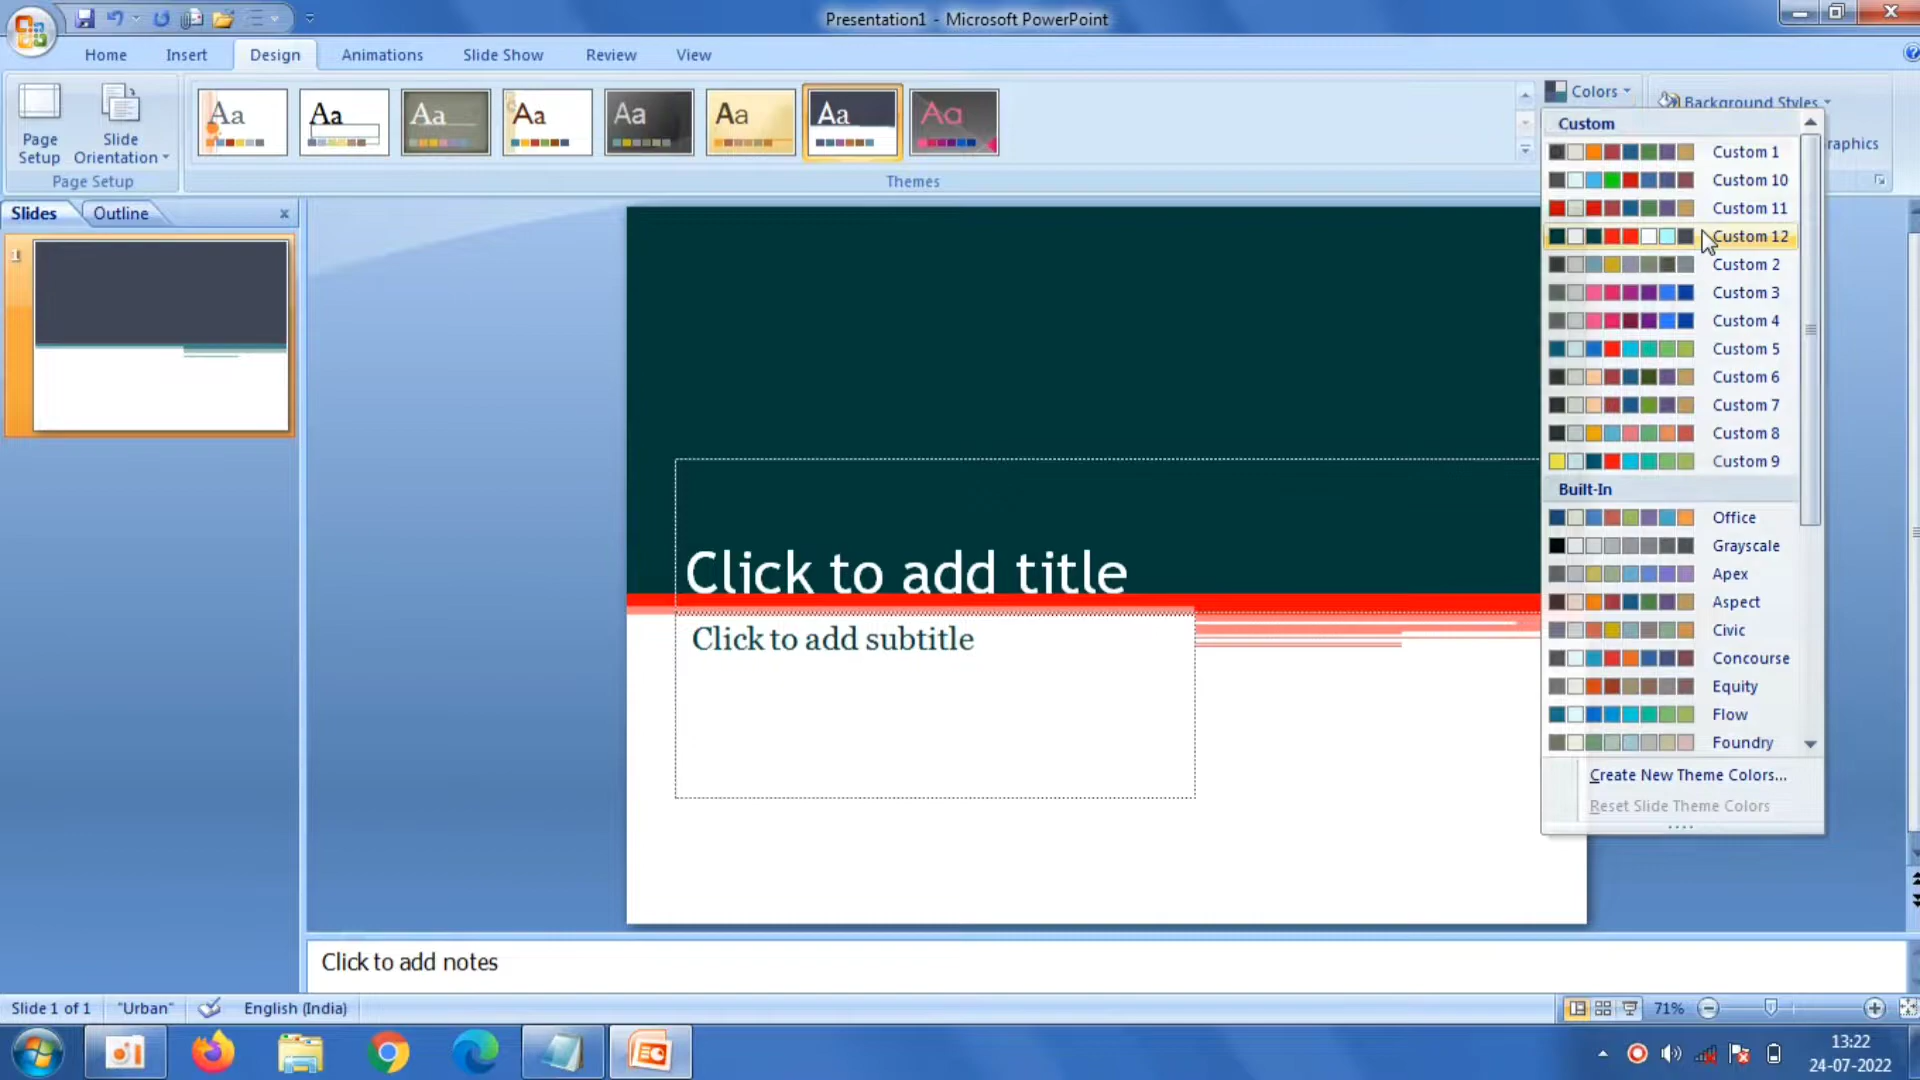 Presentation1 - Microsoft PowerPoint
Home Insert Design Animations Slide Show Review View
Page Setup
Slide Orientation
Page Setup
Aa Aa Aa Aa Aa Aa Aa Aa
Themes
Colors
Background Styles
raphics
Slides Outline
1
Custom
Custom 1
Custom 10
Custom 11
Custom 12
Custom 2
Custom 3
Custom 4
Custom 5
Custom 6
Custom 7
Custom 8
Custom 9
Built-In
Office
Grayscale
Apex
Aspect
Civic
Concourse
Equity
Flow
Foundry
Create New Theme Colors...
Reset Slide Theme Colors
Click to add title
Click to add subtitle
Click to add notes
Slide 1 of 1 "Urban" English (India) 71%
13:22
24-07-2022